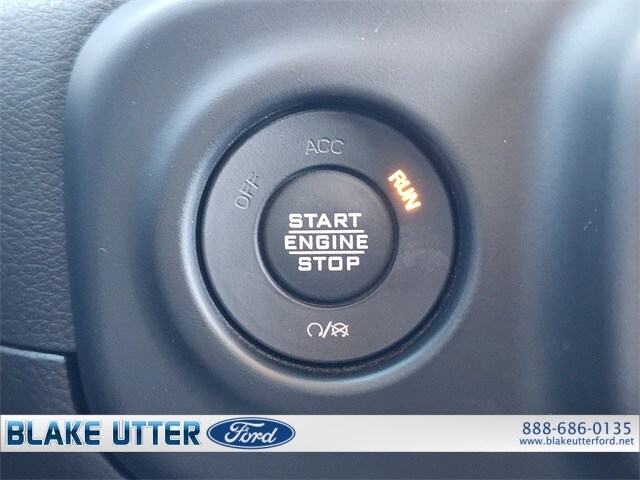 ACC
OFF
RUN
START
ENGINE
STOP
BLAKE UTTER Ford
888-686-0135
www.blakeutterford.net